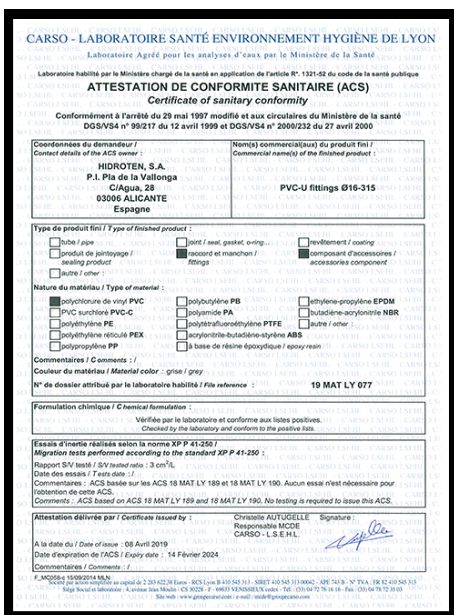 CARSO - LABORATOIRE SANTÉ ENVIRONNEMENT HYGIÈNE DE LYON
Laboratoire Agréé pour les analyses d'eaux par le Ministère de la Santé
Laboratoire habilité par le Ministère chargé de la santé en application de l'article R*. 1321-52 du code de la santé publique
ATTESTATION DE CONFORMITE SANITAIRE (ACS)
Certificate of sanitary conformity
Conformément à l'arrêté du 29 mai 1997 modifié et aux circulaires du Ministère de la santé
DGS/VS4 n° 99/217 du 12 avril 1999 et DGS/VS4 n° 2000/232 du 27 avril 2000
Coordonnées du demandeur /
Contact details of the ACS owner :
HIDROTEN, S.A.
P.I. Pla de la Vallonga
C/Agua, 28
03006 ALICANTE
Espagne
Nom(s) commercial(aux) du produit fini /
Commercial name(s) of the finished product :
PVC-U fittings Ø16-315
Type de produit fini / Type of finished product :
tube / pipe
joint / seal, gasket, o-ring...
revêtement / coating
produit de jointoyage /
sealing product
raccord et manchon /
fittings
composant d'accessoires /
accessories component
autre / other :
Nature du matériau / Type of material :
polychlorure de vinyl PVC
polybutylène PB
ethylène-propylène EPDM
PVC surchloré PVC-C
polyamide PA
butadiène-acrylonitrile NBR
polyéthylène PE
polytétrafluoroéthylène PTFE
autre / other :
polyéthylène réticulé PEX
acrylonitrile-butadiène-styrène ABS
polypropylène PP
à base de résine époxydique / epoxy resin
Commentaires / Comments : /
Couleur du matériau / Material color : grise / grey
N° de dossier attribué par le laboratoire habilité / File reference : 19 MAT LY 077
Formulation chimique / Chemical formulation :
Vérifiée par le laboratoire et conforme aux listes positives.
Checked by the laboratory and conform to the positive lists.
Essais d'inertie réalisés selon la norme XP P 41-250 /
Migration tests performed according to the standard XP P 41-250 :
Rapport S/V testé / S/V tested ratio : 3 cm²/L
Date des essais / Tests date : /
Commentaires : ACS basée sur les ACS 18 MAT LY 189 et 18 MAT LY 190. Aucun essai n'est nécessaire pour
l'obtention de cette ACS.
Comments : ACS based on ACS 18 MAT LY 189 and 18 MAT LY 190. No testing is required to issue this ACS.
Attestation délivrée par / Certificate issued by :
Christelle AUTUGELLE
Responsable MCDE
CARSO - L.S.E.H.L.
Signature :
A la date du / Date of issue : 08 Avril 2019
Date d'expiration de l'ACS / Expiry date : 14 Février 2024
Commentaires / Comments : /
F_MC056-j 15/09/2014 MLN